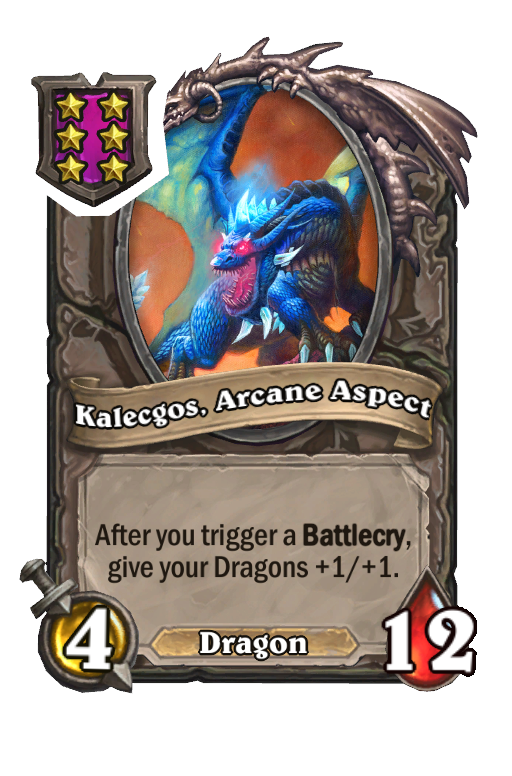 Kalecgos, Arcane Aspect
After you trigger a Battlecry,
give your Dragons +1/+1.
4
Dragon
12